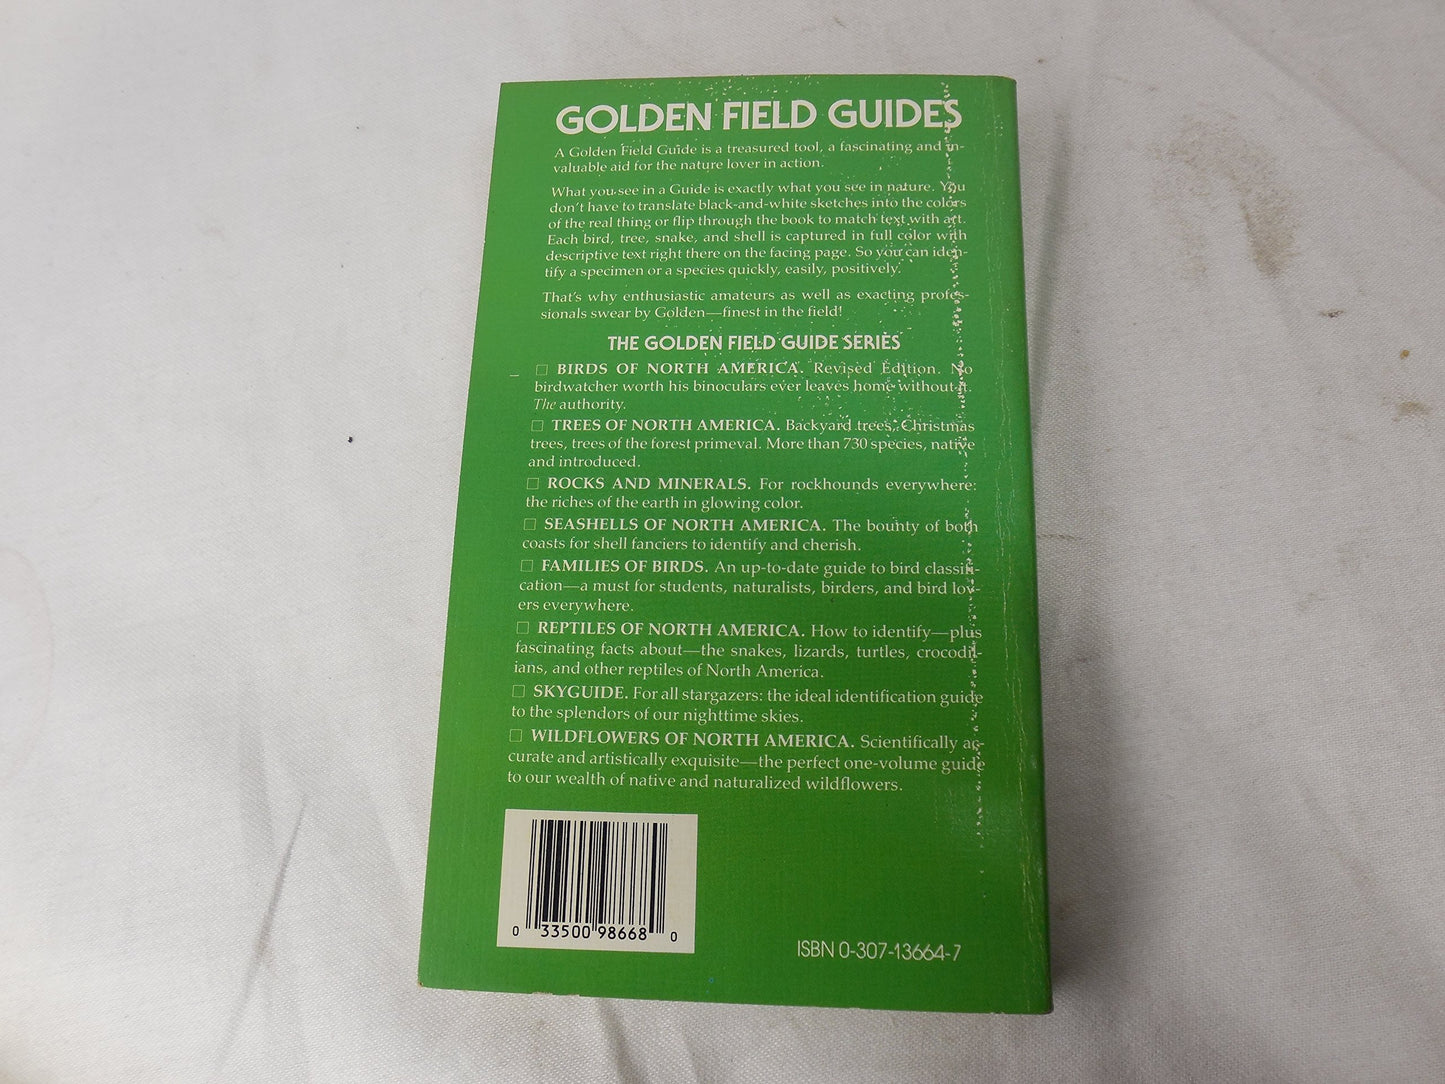 GOLDEN FIELD GUIDES
A Golden Field Guide is a treasured tool, a fascinating and in-
valuable aid for the nature lover in action.
What you see in a Guide is exactly what you see in nature. You
don't have to translate black-and-white sketches into the colors
of the real thing or flip through the book to match text with art.
Each bird, tree, snake, and shell is captured in full color with
descriptive text right there on the facing page. So you can iden-
tify a specimen or a species quickly, easily, positively.
That's why enthusiastic amateurs as well as exacting profes-
sionals swear by Golden—finest in the field!
THE GOLDEN FIELD GUIDE SERIES
□ BIRDS OF NORTH AMERICA. Revised Edition. No
birdwatcher worth his binoculars ever leaves home without it.
The authority.
□ TREES OF NORTH AMERICA. Backyard trees, Christmas
trees, trees of the forest primeval. More than 730 species, native
and introduced.
□ ROCKS AND MINERALS. For rockhounds everywhere:
the riches of the earth in glowing color.
□ SEASHELLS OF NORTH AMERICA. The bounty of both
coasts for shell fanciers to identify and cherish.
□ FAMILIES OF BIRDS. An up-to-date guide to bird classifi-
cation—a must for students, naturalists, birders, and bird lov-
ers everywhere.
□ REPTILES OF NORTH AMERICA. How to identify—plus
fascinating facts about—the snakes, lizards, turtles, crocodil-
ians, and other reptiles of North America.
□ SKYGUIDE. For all stargazers: the ideal identification guide
to the splendors of our nighttime skies.
□ WILDFLOWERS OF NORTH AMERICA. Scientifically ac-
curate and artistically exquisite—the perfect one-volume guide
to our wealth of native and naturalized wildflowers.
0 33500 98668 0
ISBN 0-307-13664-7